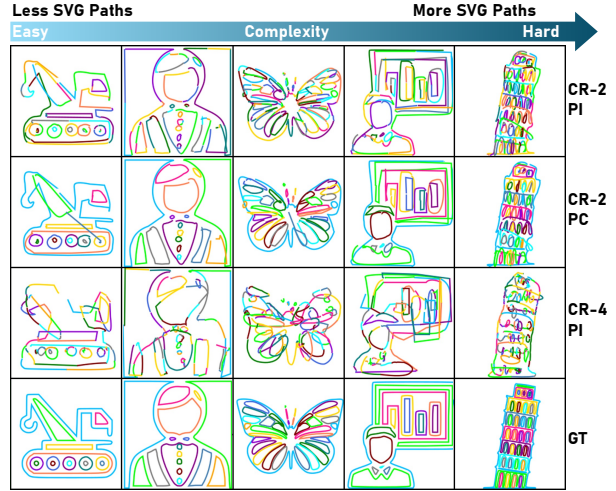 Less SVG Paths
More SVG Paths
Easy
Complexity
Hard
CR-2
PI
CR-2
PC
CR-4
PI
GT